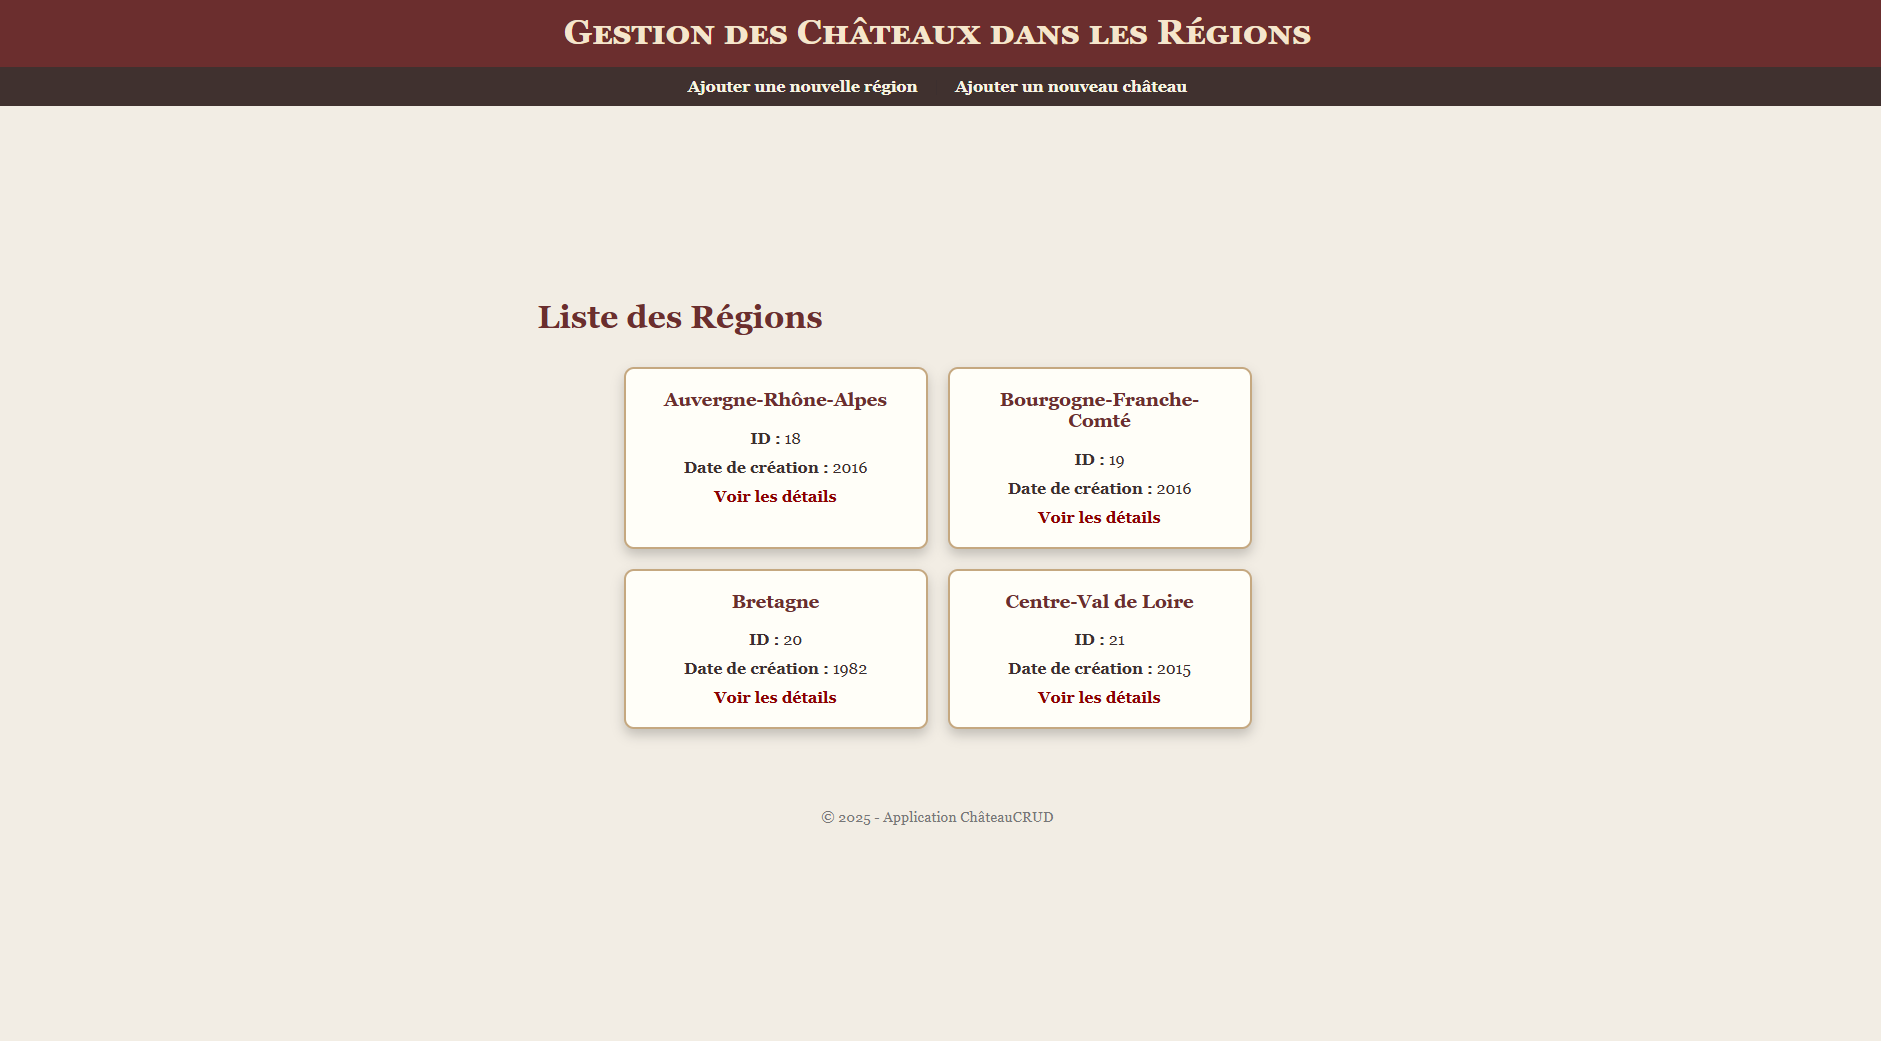 Gestion des Châteaux dans les Régions
Ajouter une nouvelle région
Ajouter un nouveau château
Liste des Régions
Auvergne-Rhône-Alpes
ID : 18
Date de création : 2016
Voir les détails
Bourgogne-Franche-
Comté
ID : 19
Date de création : 2016
Voir les détails
Bretagne
ID : 20
Date de création : 1982
Voir les détails
Centre-Val de Loire
ID : 21
Date de création : 2015
Voir les détails
© 2025 - Application ChâteauCRUD